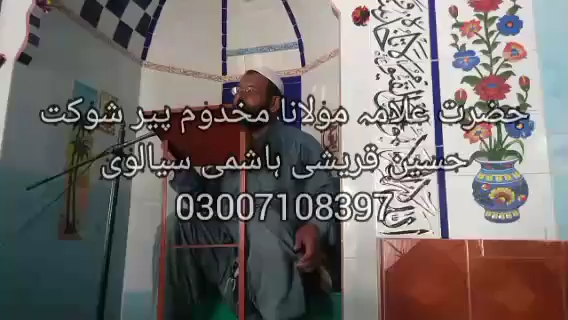 حضرت علامہ مولانا مخدوم پیر شوکت
حسین قریشی ہاشمی سیالوی
03007108397